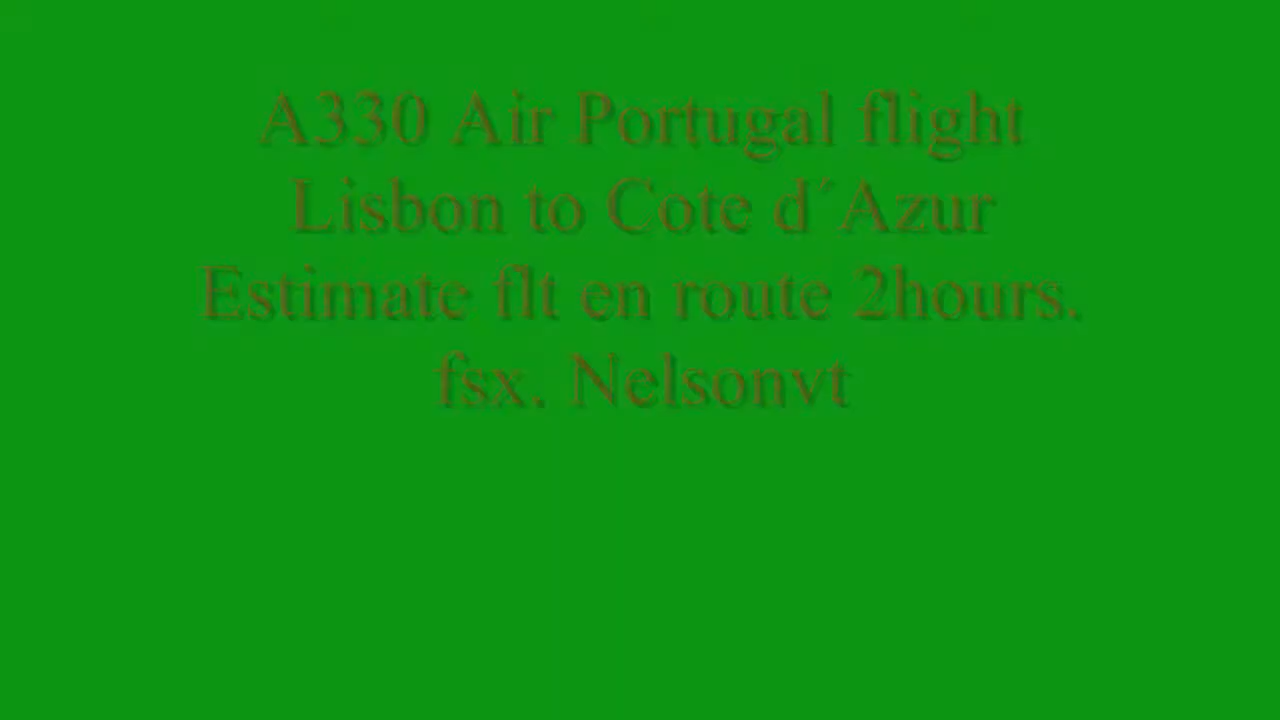 A330 Air Portugal flight
Lisbon to Cote d´Azur
Estimate flt en route 2hours.
fsx. Nelsonvt